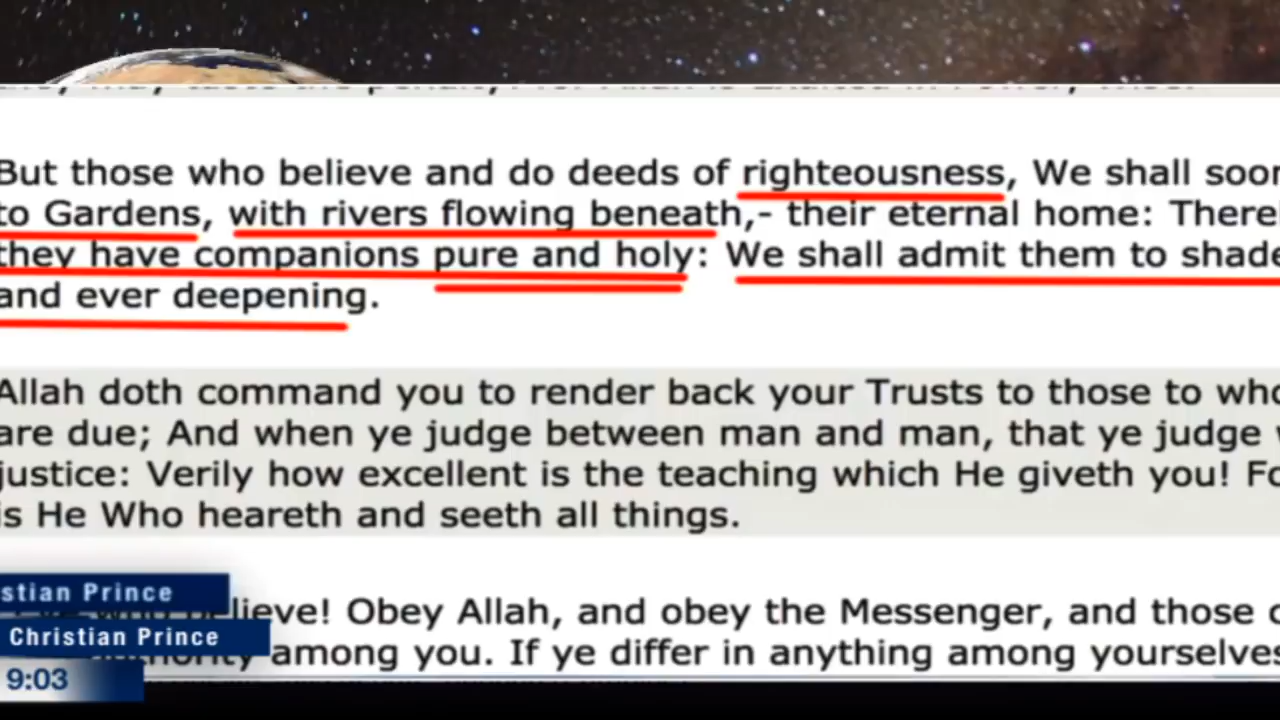 But those who believe and do deeds of righteousness, We shall soon
to Gardens, with rivers flowing beneath,- their eternal home: There
they have companions pure and holy: We shall admit them to shade
and ever deepening.
Allah doth command you to render back your Trusts to those to who
are due; And when ye judge between man and man, that ye judge
justice: Verily how excellent is the teaching which He giveth you! Fo
is He Who heareth and seeth all things.
believe! Obey Allah, and obey the Messenger, and those
authority among you. If ye differ in anything among yourselves
stian Prince
Christian Prince
9:03